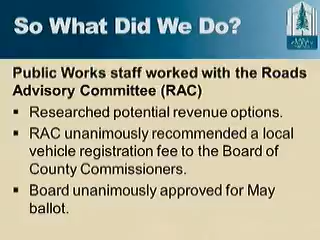 So What Did We Do?
Public Works staff worked with the Roads
Advisory Committee (RAC)
▪ Researched potential revenue options.
▪ RAC unanimously recommended a local
vehicle registration fee to the Board of
County Commissioners.
▪ Board unanimously approved for May
ballot.